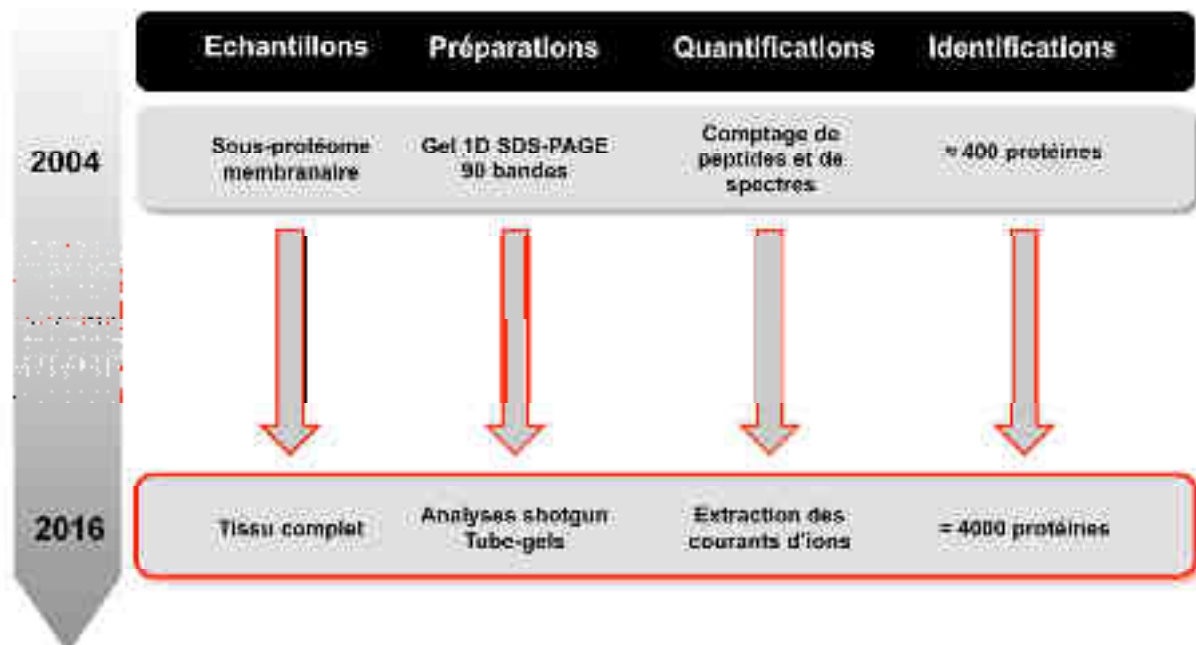 Echantillons Préparations Quantifications Identifications
2004
Sous-protéome
membranaire
Gel 1D SDS-PAGE
90 bandes
Comptage de
peptides et de
spectres
≈ 400 protéines
2016
Tissu complet
Analyses shotgun
Tube-gels
Extraction des
courants d'ions
≈ 4000 protéines